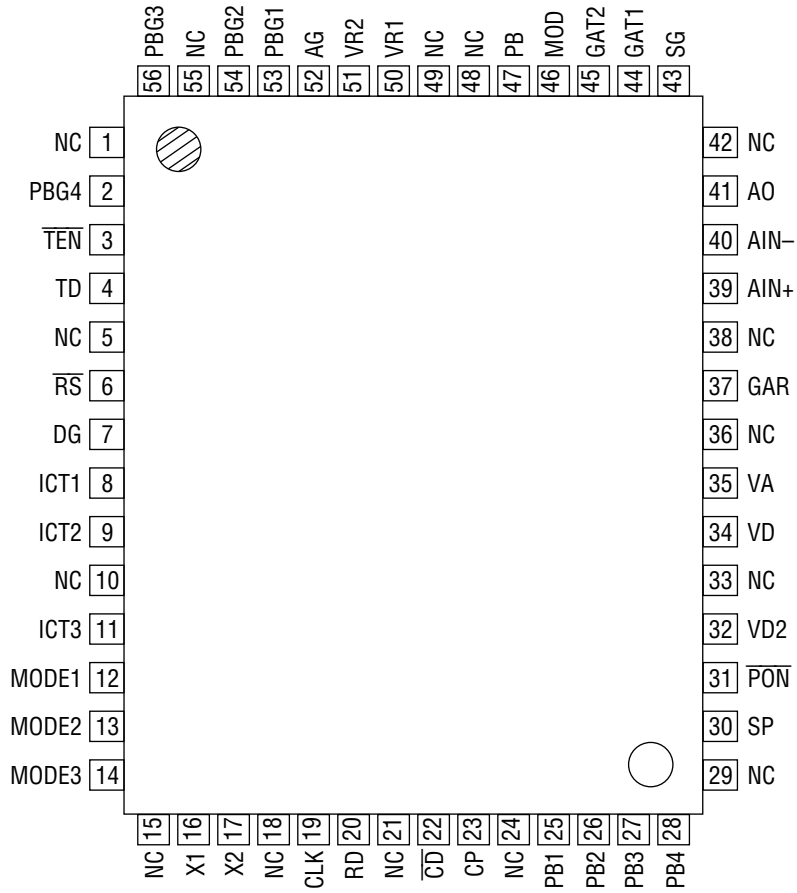 PBG3 NC PBG2 PBG1 AG VR2 VR1 NC NC PB MOD GAT2 GAT1 SG
56 55 54 53 52 51 50 49 48 47 46 45 44 43
NC 1
PBG4 2
T̅E̅N̅ 3
TD 4
NC 5
R̅S̅ 6
DG 7
ICT1 8
ICT2 9
NC 10
ICT3 11
MODE1 12
MODE2 13
MODE3 14
42 NC
41 AO
40 AIN–
39 AIN+
38 NC
37 GAR
36 NC
35 VA
34 VD
33 NC
32 VD2
31 P̅O̅N̅
30 SP
29 NC
15 16 17 18 19 20 21 22 23 24 25 26 27 28
NC X1 X2 NC CLK RD NC C̅D̅ CP NC PB1 PB2 PB3 PB4